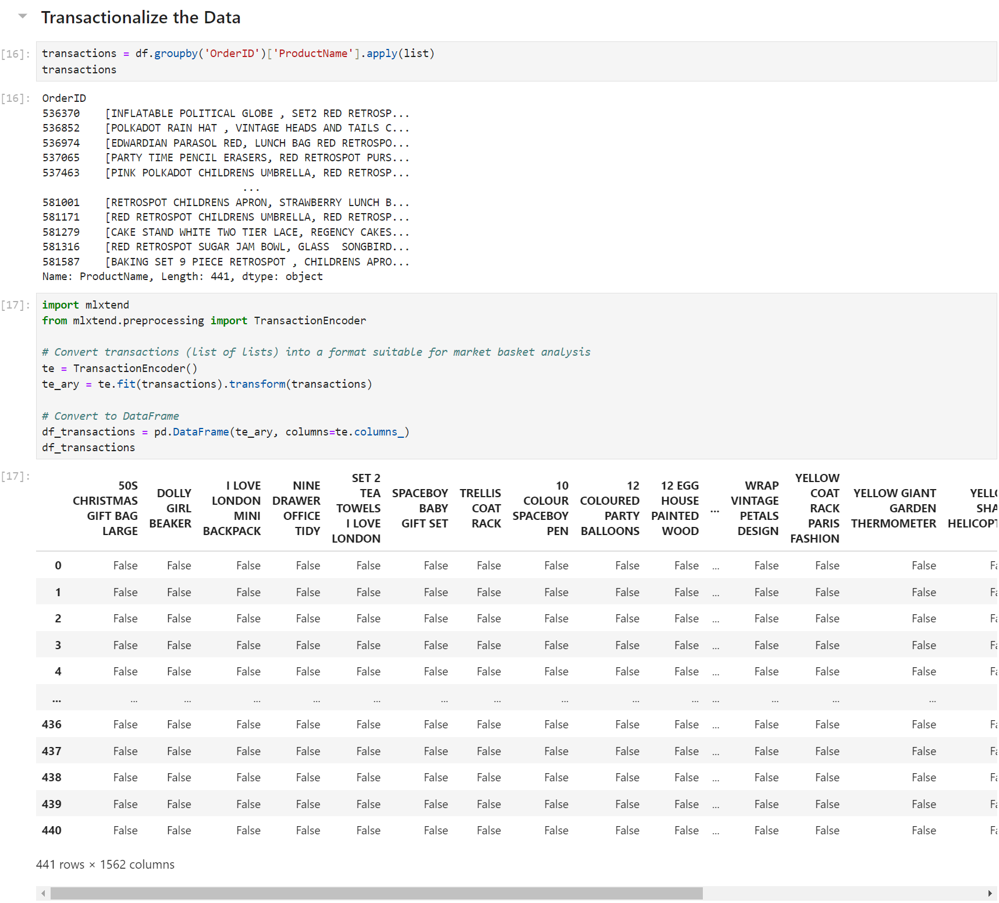 Transactionalize the Data
[16]: transactions = df.groupby('OrderID')['ProductName'].apply(list)
transactions
[16]: OrderID
536370    [INFLATABLE POLITICAL GLOBE , SET2 RED RETROSP...
536852    [POLKADOT RAIN HAT , VINTAGE HEADS AND TAILS C...
536974    [EDWARDIAN PARASOL RED, LUNCH BAG RED RETROSPO...
537065    [PARTY TIME PENCIL ERASERS, RED RETROSPOT PURS...
537463    [PINK POLKADOT CHILDRENS UMBRELLA, RED RETROSP...
...
581001    [RETROSPOT CHILDRENS APRON, STRAWBERRY LUNCH B...
581171    [RED RETROSPOT CHILDRENS UMBRELLA, RED RETROSP...
581279    [CAKE STAND WHITE TWO TIER LACE, REGENCY CAKES...
581316    [RED RETROSPOT SUGAR JAM BOWL, GLASS  SONGBIRD...
581587    [BAKING SET 9 PIECE RETROSPOT , CHILDRENS APRO...
Name: ProductName, Length: 441, dtype: object
[17]: import mlxtend
from mlxtend.preprocessing import TransactionEncoder
# Convert transactions (list of lists) into a format suitable for market basket analysis
te = TransactionEncoder()
te_ary = te.fit(transactions).transform(transactions)
# Convert to DataFrame
df_transactions = pd.DataFrame(te_ary, columns=te.columns_)
df_transactions
[17]:
50S CHRISTMAS GIFT BAG LARGE DOLLY GIRL BEAKER I LOVE LONDON MINI BACKPACK NINE DRAWER OFFICE TIDY SET 2 TEA TOWELS I LOVE LONDON SPACEBOY BABY GIFT SET TRELLIS COAT RACK 10 COLOUR SPACEBOY PEN 12 COLOURED PARTY BALLOONS 12 EGG HOUSE PAINTED WOOD ... WRAP VINTAGE PETALS DESIGN YELLOW COAT RACK PARIS FASHION YELLOW GIANT GARDEN THERMOMETER YELLO SHA HELICOPT
0 False False False False False False False False False False ... False False False Fa
1 False False False False False False False False False False ... False False False Fa
2 False False False False False False False False False False ... False False False Fa
3 False False False False False False False False False False ... False False False Fa
4 False False False False False False False False False False ... False False False Fa
... ... ... ... ... ... ... ... ... ... ... ... ... ... ...
436 False False False False False False False False False False ... False False False Fa
437 False False False False False False False False False False ... False False False Fa
438 False False False False False False False False False False ... False False False Fa
439 False False False False False False False False False False ... False False False Fa
440 False False False False False False False False False False ... False False False Fa
441 rows × 1562 columns